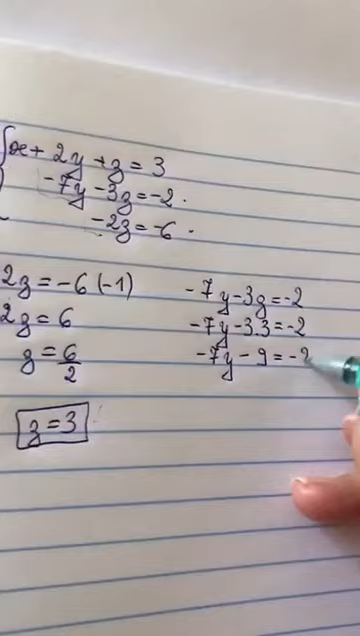 x + 2y + z = 3
-7y - 3z = -2.
-2z = -6.
2z = -6 (-1)
2z = 6
z = 6/2
z = 3
-7y - 3z = -2
-7y - 3.3 = -2
-7y - 9 = -2